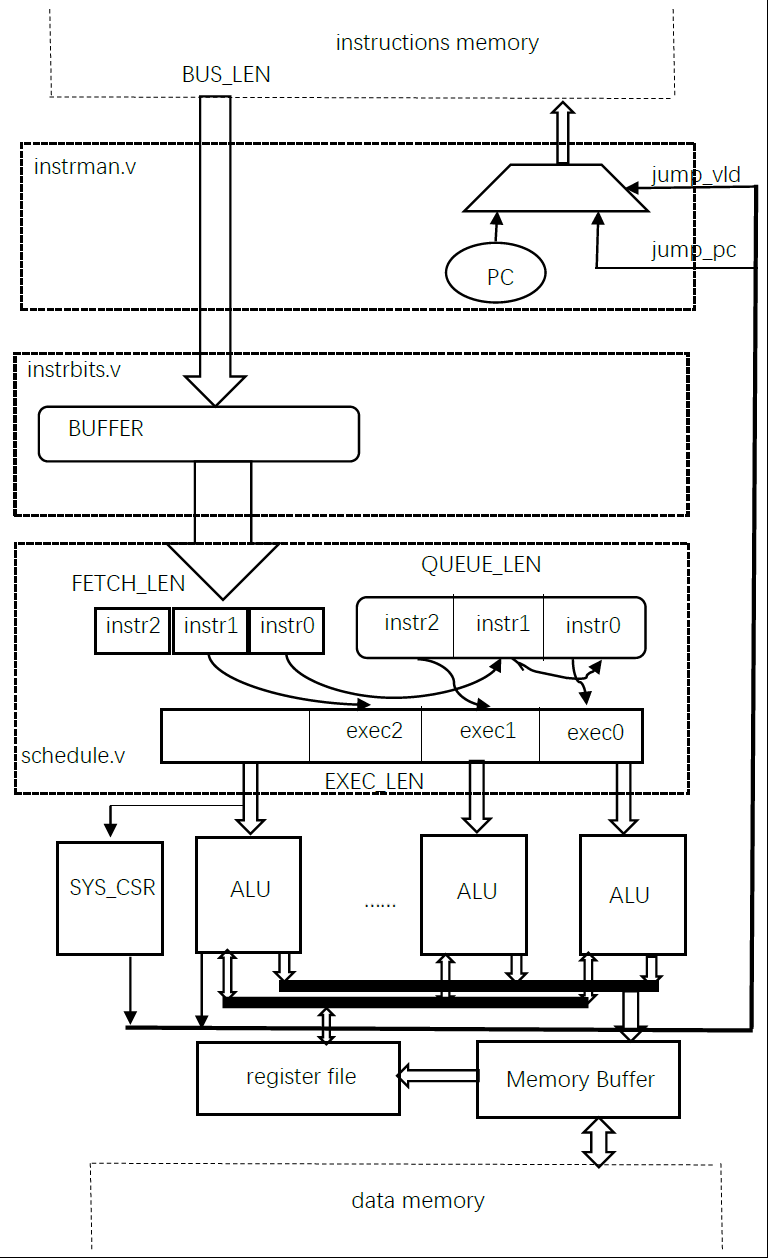 instructions memory
BUS_LEN
instrman.v
jump_vld
jump_pc
PC
instrbits.v
BUFFER
QUEUE_LEN
FETCH_LEN
instr2 instr1 instr0
instr2 instr1 instr0
exec2 exec1 exec0
schedule.v
EXEC_LEN
SYS_CSR
ALU
......
ALU
ALU
register file
Memory Buffer
data memory